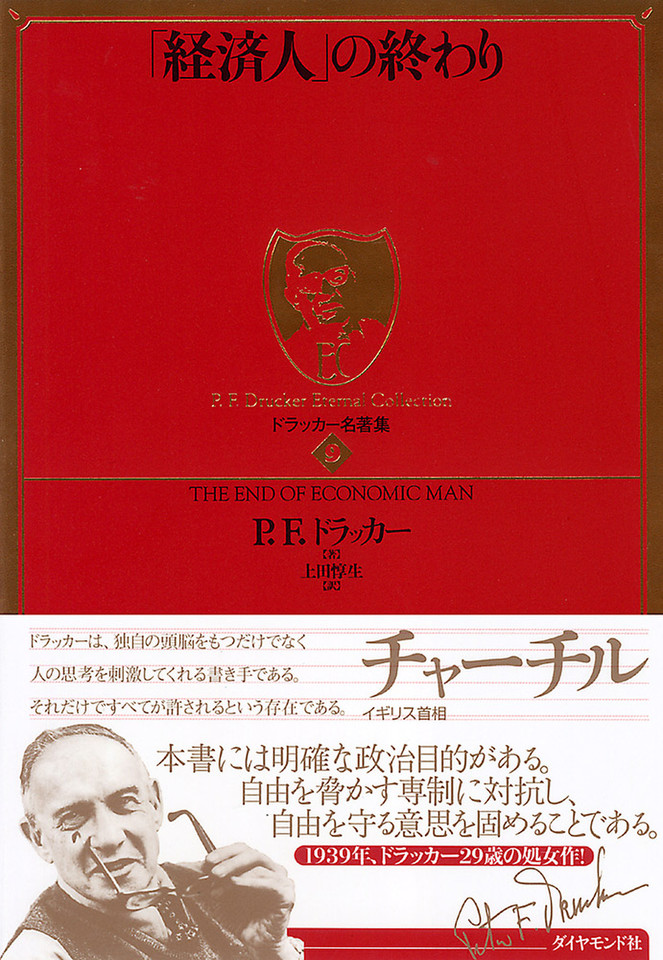 「経済人」の終わり
EC
P. F. Drucker Eternal Collection
ドラッカー名著集
9
THE END OF ECONOMIC MAN
P. F. ドラッカー
【著】
上田惇生
【訳】
ドラッカーは、独自の頭脳をもつだけでなく
人の思考を刺激してくれる書き手である。
それだけですべてが許されるという存在である。
チャーチル
イギリス首相
本書には明確な政治目的がある。
自由を脅かす専制に対抗し、
自由を守る意思を固めることである。
1939年、ドラッカー29歳の処女作!
Peter F. Drucker
ダイヤモンド社